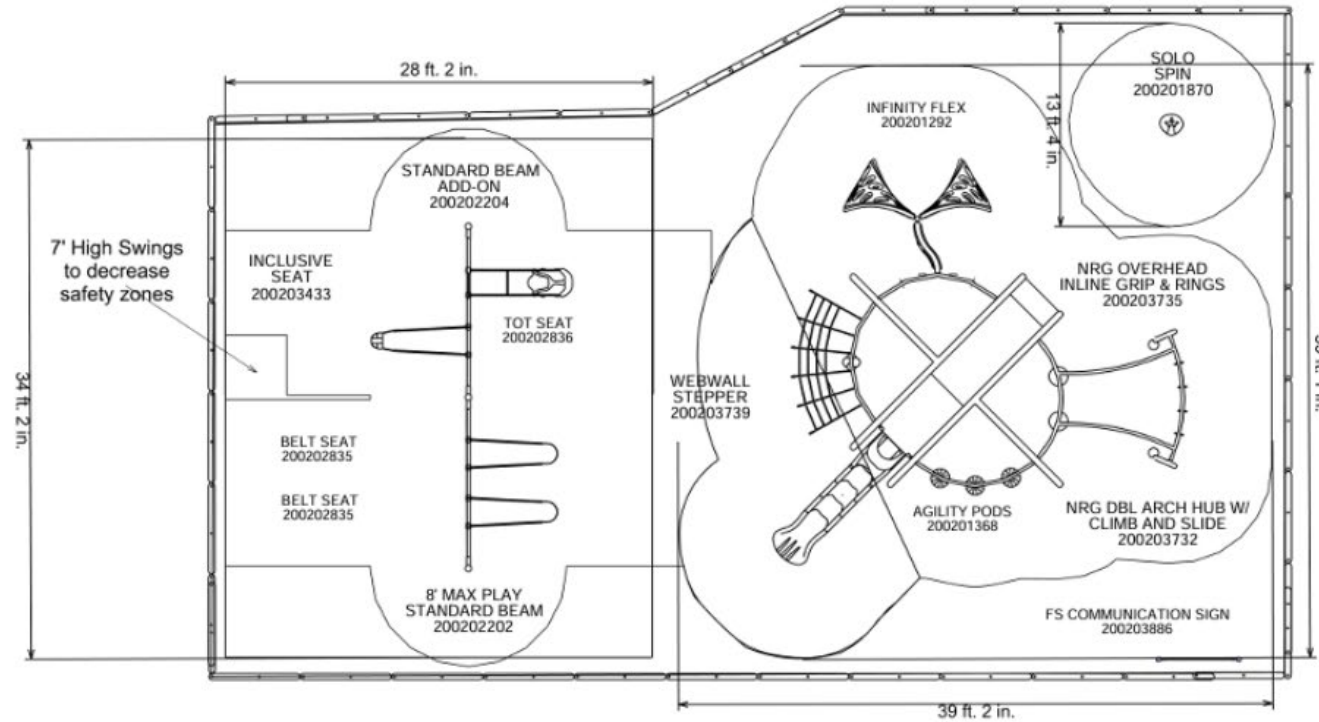 28 ft. 2 in.
SOLO
SPIN
200201870
13 ft. 4 in.
INFINITY FLEX
200201292
STANDARD BEAM
ADD-ON
200202204
7' High Swings
to decrease
safety zones
INCLUSIVE
SEAT
200203433
NRG OVERHEAD
INLINE GRIP & RINGS
200203735
TOT SEAT
200202836
34 ft. 2 in.
WEBWALL
STEPPER
200203739
BELT SEAT
200202835
BELT SEAT
200202835
AGILITY PODS
200201368
NRG DBL ARCH HUB W/
CLIMB AND SLIDE
200203732
8' MAX PLAY
STANDARD BEAM
200202202
FS COMMUNICATION SIGN
200203886
39 ft. 2 in.